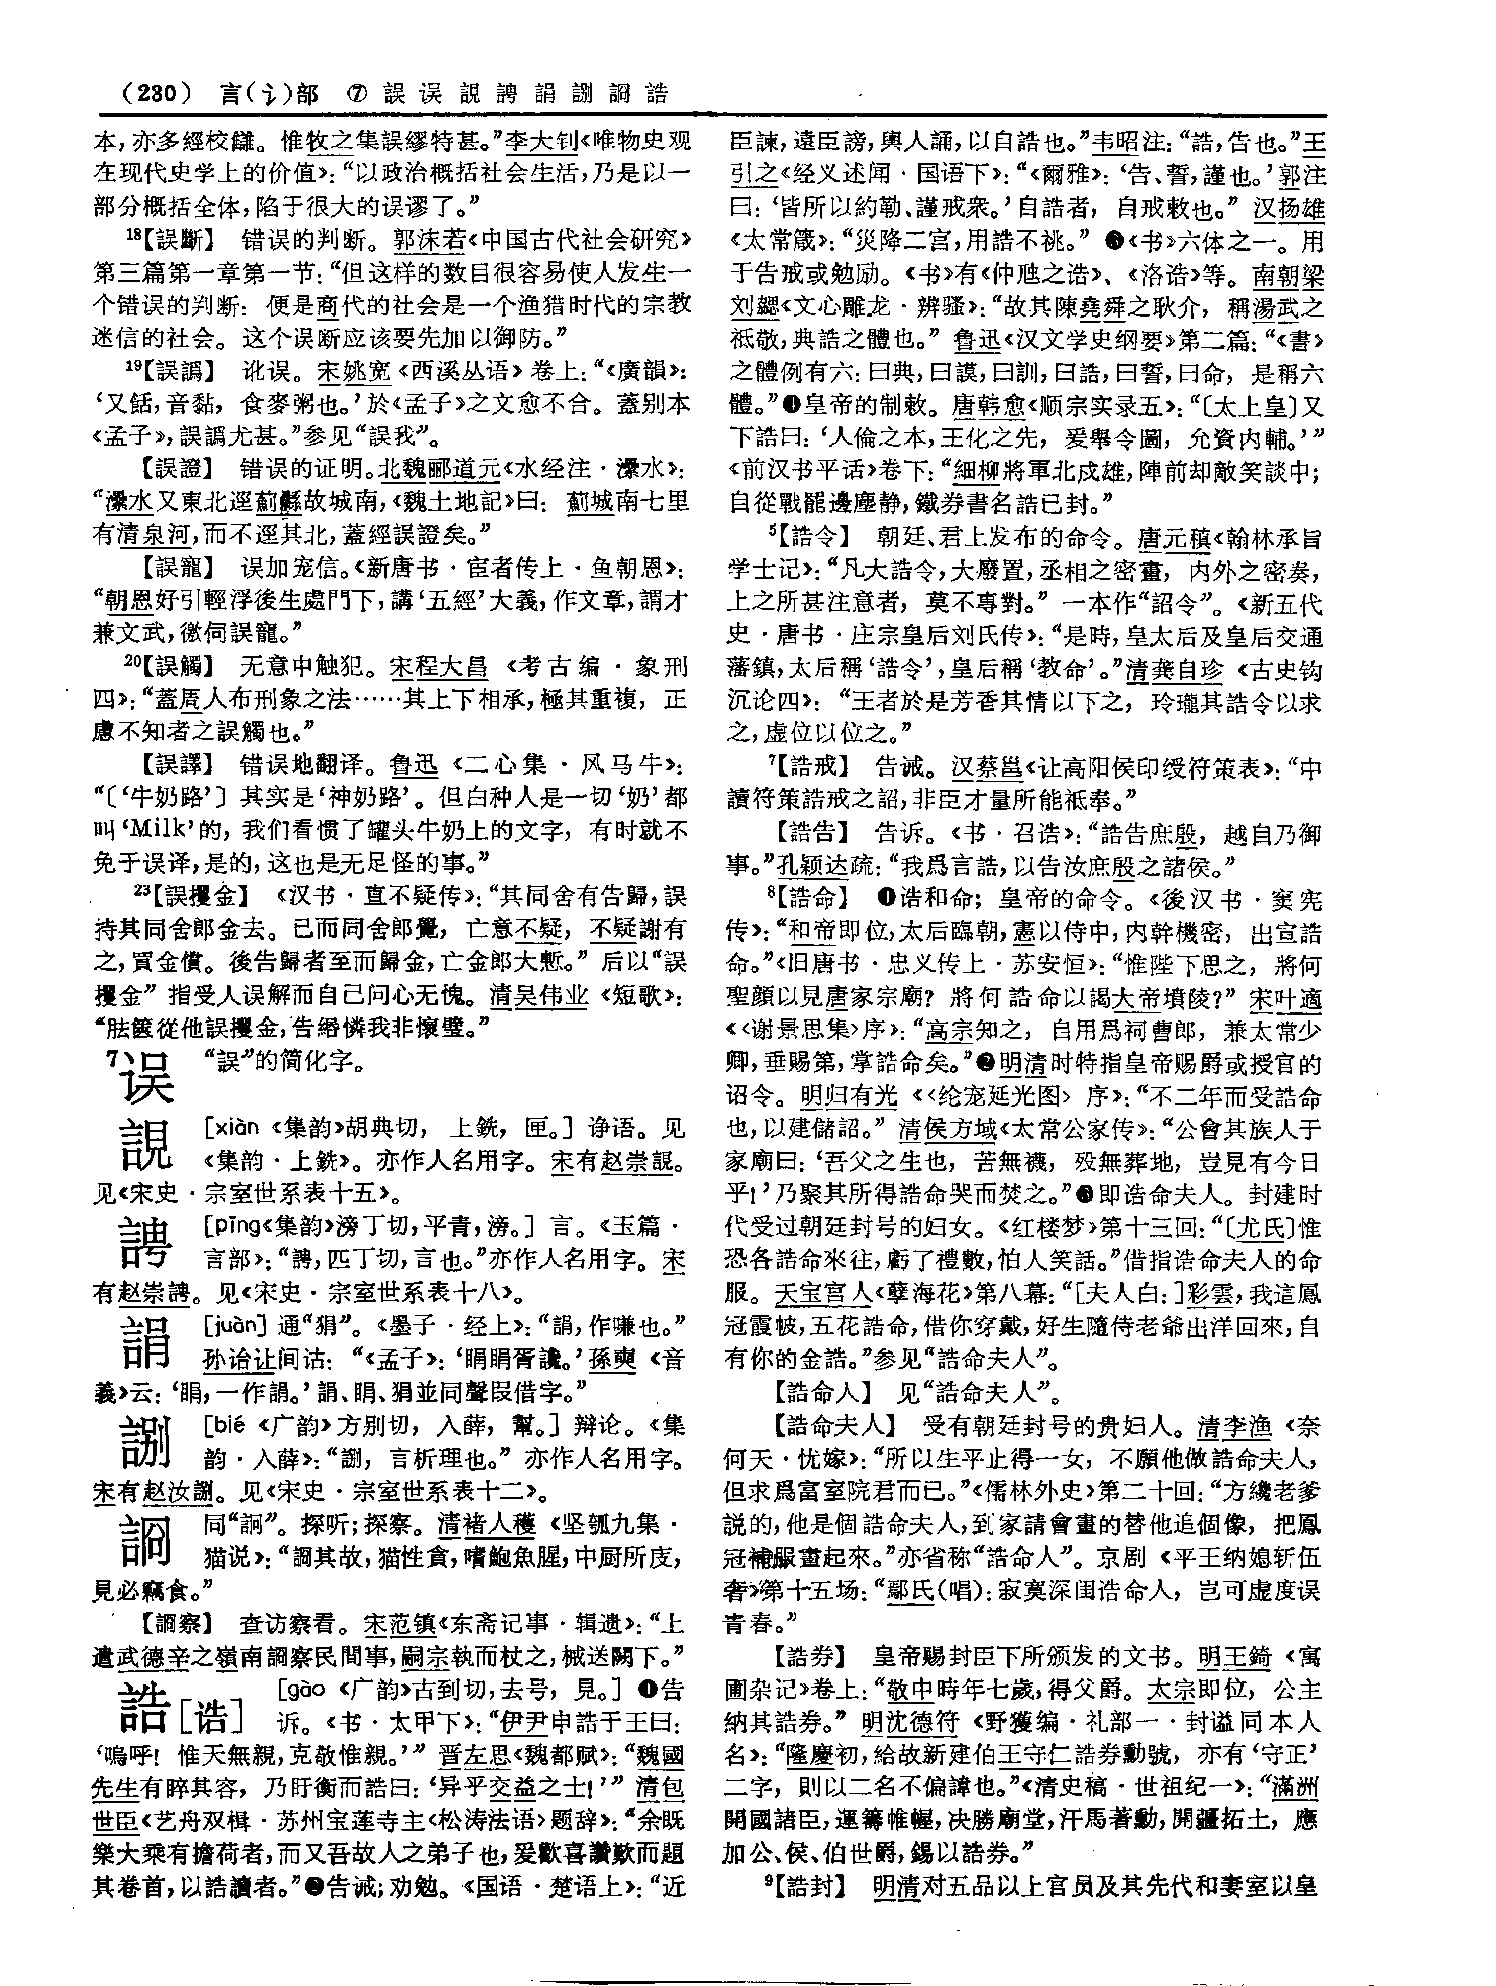 （230） 言(讠)部 ⑦ 誤 误 誢 諤 誯 誷 詷 誥
本，亦多經校讎。惟牧之集誤繆特甚。”李大钊《唯物史观
在现代史学上的价值》：“以政治概括社会生活，乃是以一
部分概括全体，陷于很大的误谬了。”
18【誤斷】 错误的判断。郭沫若《中国古代社会研究》
第三篇第一章第一节：“但这样的数目很容易使人发生一
个错误的判断：便是商代的社会是一个渔猎时代的宗教
迷信的社会。这个误断应该要先加以御防。”
19【誤譌】 讹误。宋姚宽《西溪丛语》卷上：“《廣韻》：
‘又餂，音黏，食麥粥也。’於《孟子》之文愈不合。蓋别本
《孟子》，誤譌尤甚。”参见“誤我”。
【誤證】 错误的证明。北魏郦道元《水经注·㶟水》：
“㶟水又東北逕薊縣故城南，《魏土地記》曰：薊城南七里
有清泉河，而不逕其北，蓋經誤證矣。”
【誤寵】 误加宠信。《新唐书·宦者传上·鱼朝恩》：
“朝恩好引輕浮後生處門下，講‘五經’大義，作文章，謂才
兼文武，徼伺誤寵。”
20【誤觸】 无意中触犯。宋程大昌《考古编·象刑
四》：“蓋周人布刑象之法……其上下相承，極其重複，正
慮不知者之誤觸也。”
【誤譯】 错误地翻译。鲁迅《二心集·风马牛》：
“〔‘牛奶路’〕其实是‘神奶路’。但白种人是一切‘奶’都
叫‘Milk’的，我们看惯了罐头牛奶上的文字，有时就不
免于误译，是的，这也是无足怪的事。”
23【誤攫金】 《汉书·直不疑传》：“其同舍有告歸，誤
持其同舍郎金去。已而同舍郎覺，亡意不疑，不疑謝有
之，買金償。後告歸者至而歸金，亡金郎大慙。”后以“誤
攫金”指受人误解而自己问心无愧。清吴伟业《短歌》：
“胠篋從他誤攫金，告緡憐我非懷璧。”
7误 “誤”的简化字。
誢 [xiàn《集韵》胡典切，上銑，匣。] 诤语。见
《集韵·上銑》。亦作人名用字。宋有赵崇誢。
见《宋史·宗室世系表十五》。
[pīng《集韵》滂丁切，平青，滂。] 言。《玉篇·
言部》：“䛣，匹丁切，言也。”亦作人名用字。宋
有赵崇䛣。见《宋史·宗室世系表十八》。
[juàn] 通“狷”。《墨子·经上》：“䛓，作嗛也。”
孙诒让间诂：“《孟子》：‘睊睊胥讒。’孫奭《音
義》云：‘睊，一作䛓。’䛓、睊、狷並同聲叚借字。”
[bié《广韵》方别切，入薛，幫。] 辩论。《集
韵·入薛》：“䛒，言析理也。”亦作人名用字。
宋有赵汝䛒。见《宋史·宗室世系表十二》。
同“詗”。探听；探察。清褚人穫《坚瓠九集·
猫说》：“詷其故，猫性貪，嗜鮑魚腥，中厨所庋，
見必竊食。”
【詷察】 查访察看。宋范镇《东斋记事·辑遗》：“上
遣武德卒之嶺南詷察民間事，嗣宗執而杖之，械送闕下。”
誥[诰] [gào《广韵》古到切，去号，見。] ❶告
诉。《书·太甲下》：“伊尹申誥于王曰：
‘嗚呼！惟天無親，克敬惟親。’” 晋左思《魏都赋》：“魏國
先生有睟其容，乃盱衡而誥曰：‘异乎交益之士！’” 清包
世臣《艺舟双楫·苏州宝莲寺主〈松涛法语〉题辞》：“余既
樂大乘有擔荷者，而又吾故人之弟子也，爰歡喜讚歎而題
其卷首，以誥讀者。”❷告诫；劝勉。《国语·楚语上》：“近
臣諫，遠臣謗，輿人誦，以自誥也。”韦昭注：“誥，告也。”王
引之《经义述闻·国语下》：“《爾雅》：‘告、誓，謹也。’郭注
曰：‘皆所以約勒、謹戒衆。’自誥者，自戒敕也。” 汉扬雄
《太常箴》：“災降二宫，用誥不祧。” ❸《书》六体之一。用
于告戒或勉励。《书》有《仲虺之诰》、《洛诰》等。南朝梁
刘勰《文心雕龙·辨骚》：“故其陳堯舜之耿介，稱湯武之
祗敬，典誥之體也。” 鲁迅《汉文学史纲要》第二篇：“《書》
之體例有六：曰典，曰謨，曰訓，曰誥，曰誓，曰命，是稱六
體。”❹皇帝的制敕。唐韩愈《顺宗实录五》：“〔太上皇〕又
下誥曰：‘人倫之本，王化之先，爰舉令圖，允資内輔。’”
《前汉书平话》卷下：“細柳將軍北戍雄，陣前却敵笑談中；
自從戰罷邊塵静，鐵券書名誥已封。”
5【誥令】 朝廷、君上发布的命令。唐元稹《翰林承旨
学士记》：“凡大誥令，大廢置，丞相之密畫，内外之密奏，
上之所甚注意者，莫不專對。” 一本作“詔令”。《新五代
史·唐书·庄宗皇后刘氏传》：“是時，皇太后及皇后交通
藩鎮，太后稱‘誥令’，皇后稱‘教命’。”清龚自珍《古史钩
沉论四》：“王者於是芳香其情以下之，玲瓏其誥令以求
之，虚位以位之。”
7【誥戒】 告诫。汉蔡邕《让高阳侯印绶符策表》：“中
讀符策誥戒之詔，非臣才量所能祗奉。”
【誥告】 告诉。《书·召诰》：“誥告庶殷，越自乃御
事。”孔颖达疏：“我爲言誥，以告汝庶殷之諸侯。”
8【誥命】 ❶诰和命；皇帝的命令。《後汉书·窦宪
传》：“和帝即位，太后臨朝，憲以侍中，内幹機密，出宣誥
命。”《旧唐书·忠义传上·苏安恒》：“惟陛下思之，將何
聖顔以見唐家宗廟？將何誥命以謁大帝墳陵？” 宋叶適
《〈谢景思集〉序》：“高宗知之，自用爲祠曹郎，兼太常少
卿，垂賜第，掌誥命矣。”❷明清时特指皇帝赐爵或授官的
诏令。明归有光《〈纶宠延光图〉序》：“不二年而受誥命
也，以建儲詔。” 清侯方域《太常公家传》：“公會其族人于
家廟曰：‘吾父之生也，苦無襪，殁無葬地，豈見有今日
乎！’乃聚其所得誥命哭而焚之。”❸即诰命夫人。封建时
代受过朝廷封号的妇女。《红楼梦》第十三回：“〔尤氏〕惟
恐各誥命來往，虧了禮數，怕人笑話。”借指诰命夫人的命
服。天宝宫人《孽海花》第八幕：“[夫人白：]彩雲，我這鳳
冠霞帔，五花誥命，借你穿戴，好生隨侍老爺出洋回來，自
有你的金誥。”参见“誥命夫人”。
【誥命人】 见“誥命夫人”。
【誥命夫人】 受有朝廷封号的贵妇人。清李渔《奈
何天·忧嫁》：“所以生平止得一女，不願他做誥命夫人，
但求爲富室院君而已。”《儒林外史》第二十回：“方纔老爹
説的，他是個誥命夫人，到家請會畫的替他追個像，把鳳
冠補服畫起來。”亦省称“誥命人”。京剧《平王纳媳斩伍
奢》第十五场：“鄢氏(唱)：寂寞深闺诰命人，岂可虚度误
青春。”
【誥券】 皇帝赐封臣下所颁发的文书。明王錡《寓
圃杂记》卷上：“敬中時年七歲，得父爵。太宗即位，公主
納其誥券。” 明沈德符《野獲编·礼部一·封谥同本人
名》：“隆慶初，給故新建伯王守仁誥券勳號，亦有‘守正’
二字，則以二名不偏諱也。”《清史稿·世祖纪一》：“滿洲
開國諸臣，運籌帷幄，决勝廟堂，汗馬著勳，開疆拓土，應
加公、侯、伯世爵，錫以誥券。”
9【誥封】 明清对五品以上官员及其先代和妻室以皇